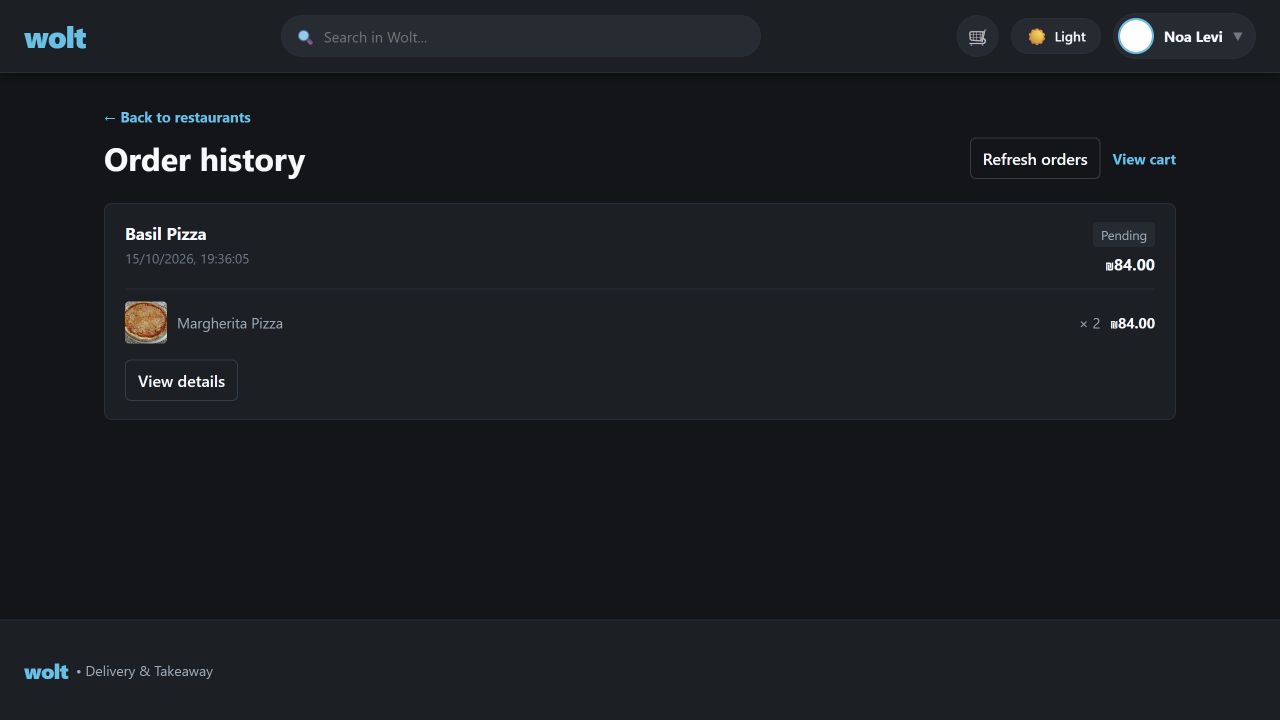 wolt
Search in Wolt...
Light
Noa Levi
← Back to restaurants
Order history
Refresh orders
View cart
Basil Pizza
Pending
15/10/2026, 19:36:05
₪84.00
Margherita Pizza
× 2 ₪84.00
View details
wolt • Delivery & Takeaway